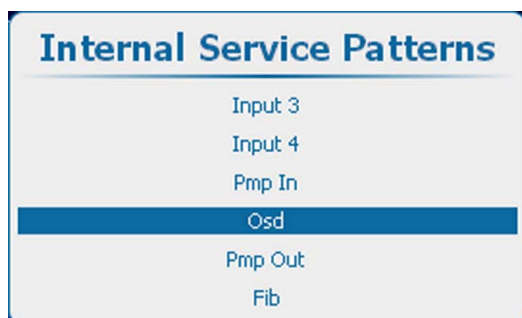 Internal Service Patterns
Input 3
Input 4
Pmp In
Osd
Pmp Out
Fib